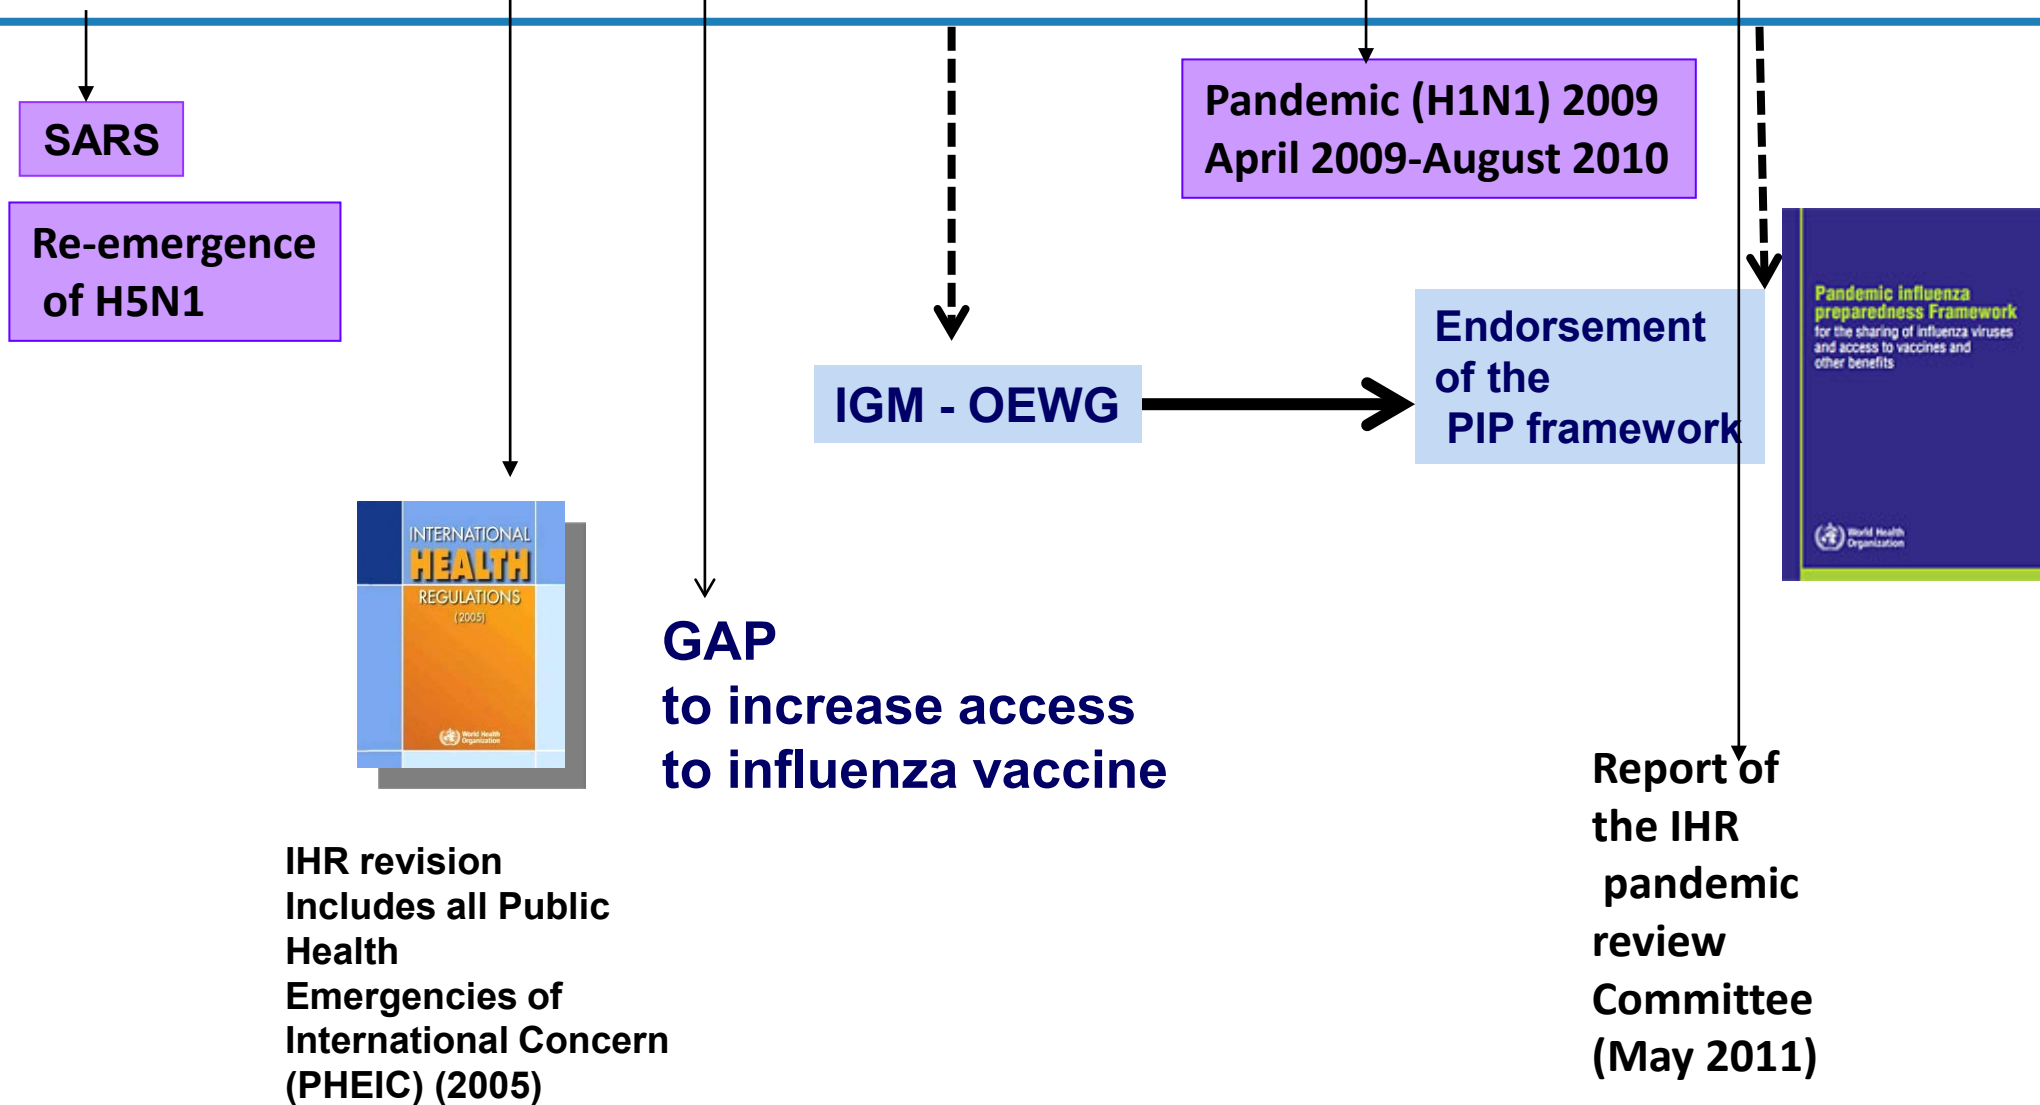 SARS
Re-emergence
of H5N1
Pandemic (H1N1) 2009
April 2009-August 2010
IGM - OEWG
Endorsement
of the
PIP framework
Pandemic influenza
preparedness Framework
for the sharing of influenza viruses
and access to vaccines and
other benefits
World Health
Organization
INTERNATIONAL
HEALTH
REGULATIONS
(2005)
World Health
Organization
GAP
to increase access
to influenza vaccine
IHR revision
Includes all Public
Health
Emergencies of
International Concern
(PHEIC) (2005)
Report of
the IHR
pandemic
review
Committee
(May 2011)